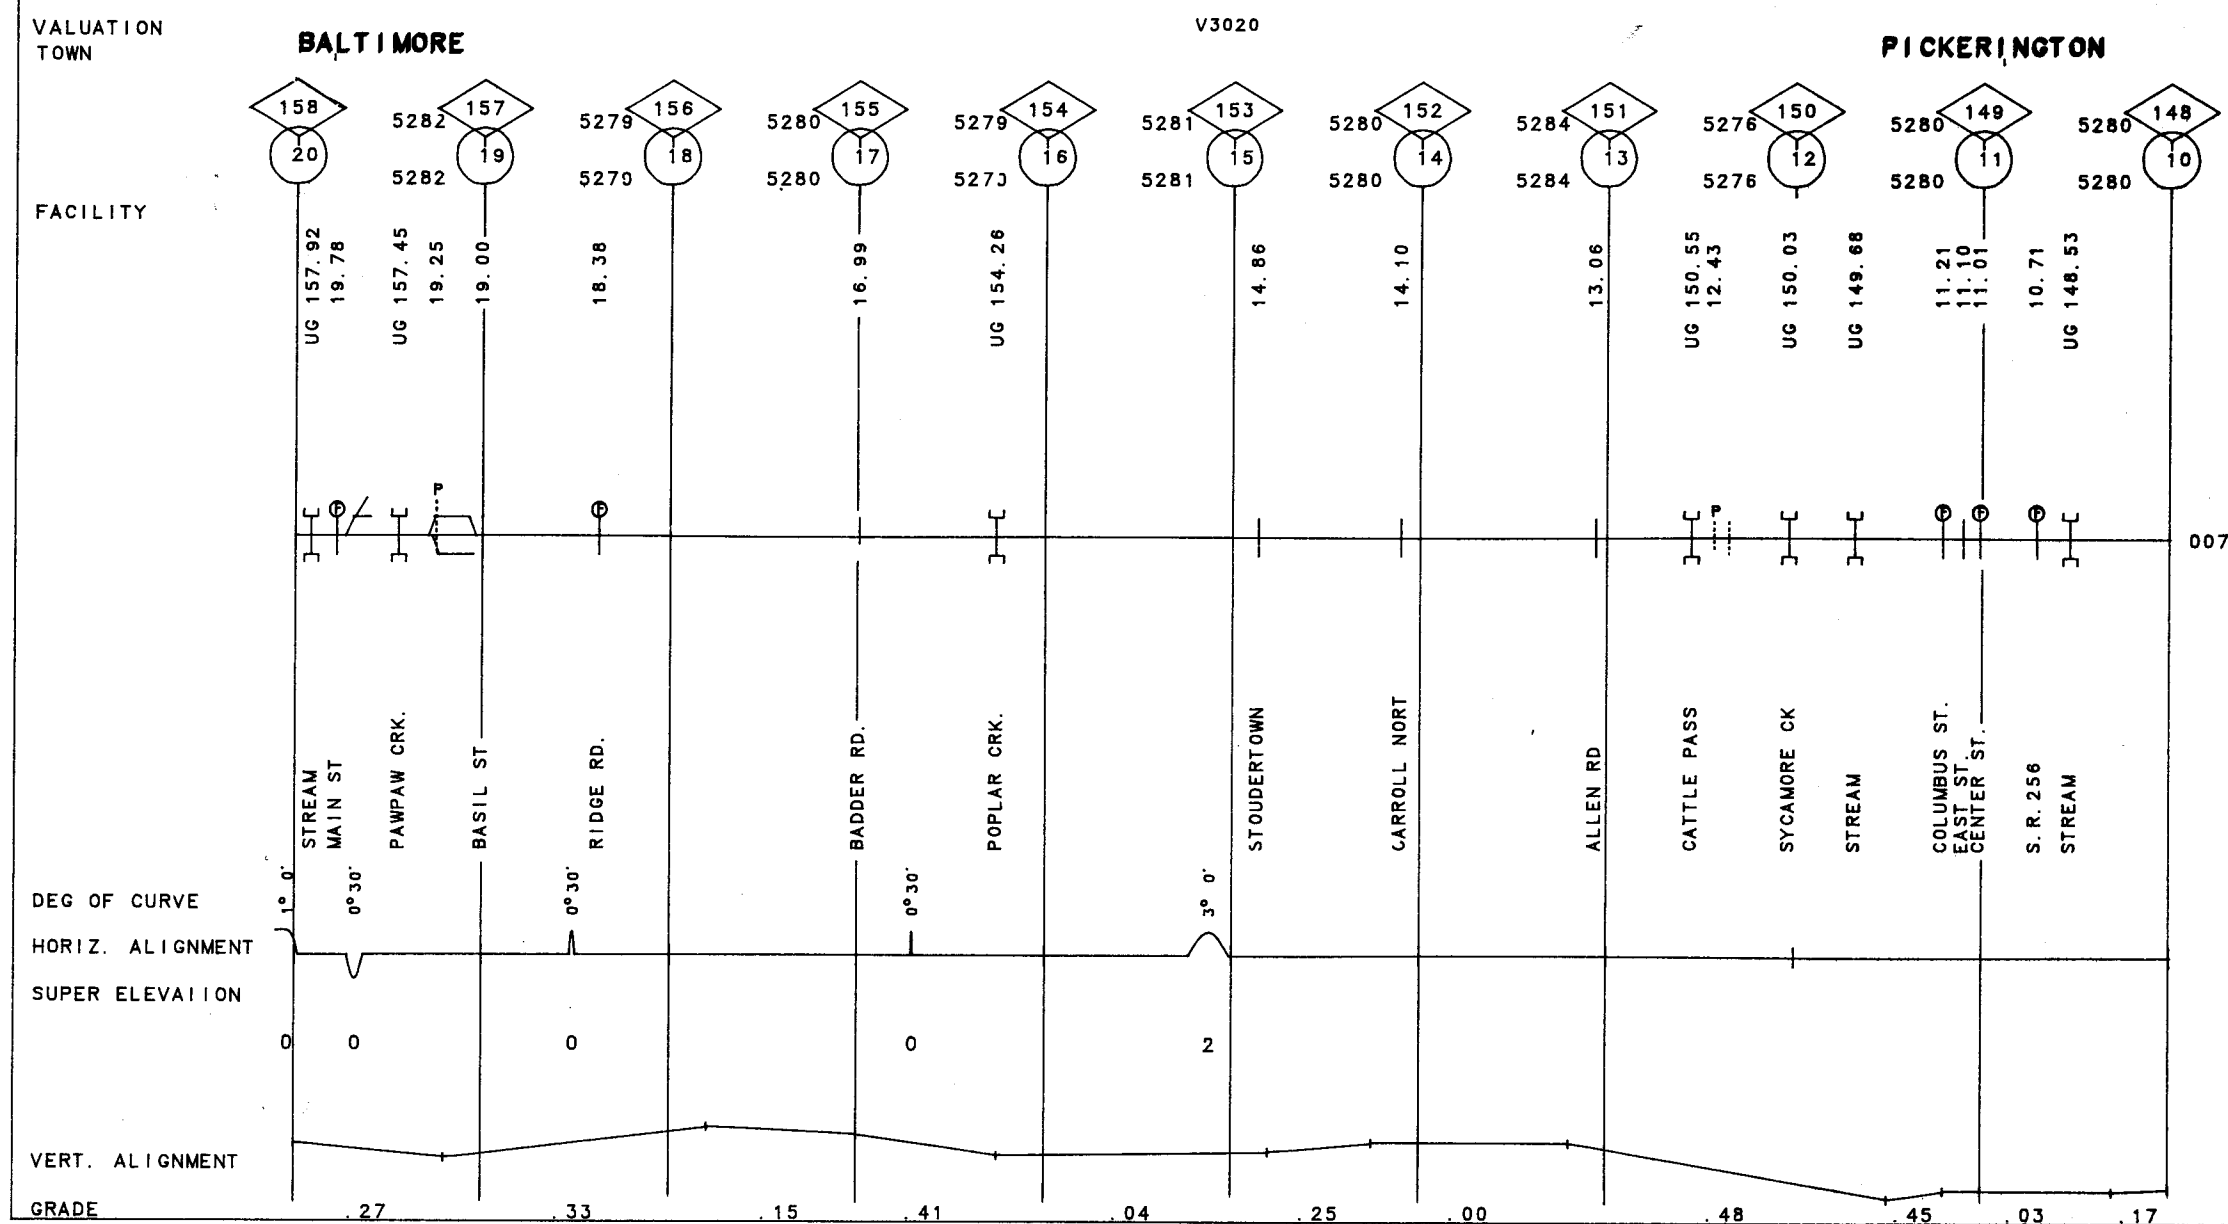 VALUATION V3020
TOWN BALTIMORE PICKERINGTON
158 157 156 155 154 153 152 151 150 149 148
5282 5279 5280 5279 5281 5280 5284 5276 5280 5280
20 19 18 17 16 15 14 13 12 11 10
5282 5270 5280 5281 5280 5284 5276 5280 5280
FACILITY
UG 157.92
19.78
UG 157.45
19.25
19.00
18.38
16.99
UG 154.26
14.86
14.10
13.06
UG 150.55
12.43
UG 150.03
UG 149.68
11.21
11.10
11.01
10.71
UG 148.53
F P F P F F F
007
STREAM
MAIN ST
PAWPAW CRK.
BASIL ST
RIDGE RD.
BADDER RD.
POPLAR CRK.
STOUDERTOWN
CARROLL NORT
ALLEN RD
CATTLE PASS
SYCAMORE CK
STREAM
COLUMBUS ST.
EAST ST.
CENTER ST.
S.R.256
STREAM
DEG OF CURVE 1° 0' 0°30' 0°30' 0°30' 3° 0'
HORIZ. ALIGNMENT
SUPER ELEVATION
0 0 0 0 2
VERT. ALIGNMENT
GRADE .27 .33 .15 .41 .04 .25 .00 .48 .45 .03 .17